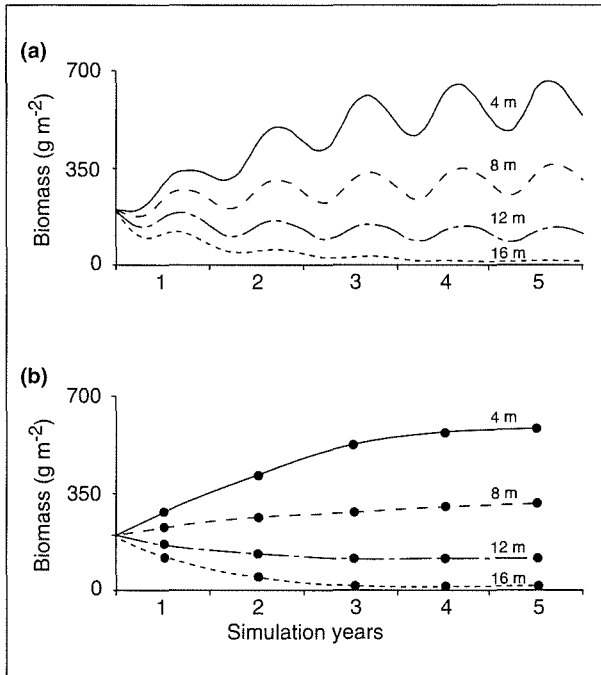 (a)
700
350
0
Biomass (g m⁻²)
4 m
8 m
12 m
16 m
1 2 3 4 5
(b)
700
350
0
Biomass (g m⁻²)
4 m
8 m
12 m
16 m
1 2 3 4 5
Simulation years